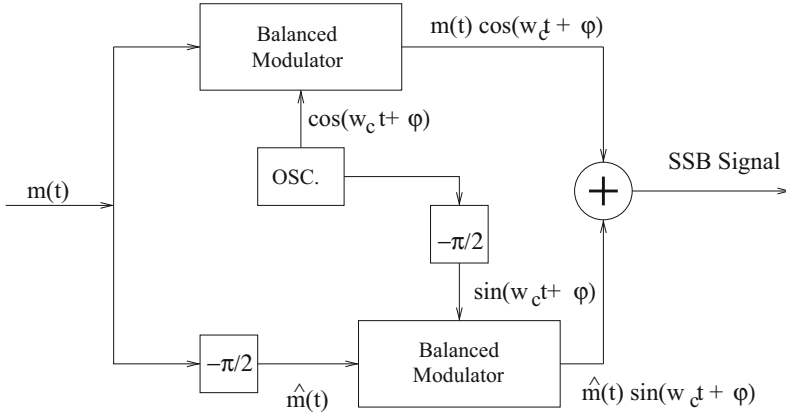 Balanced
Modulator
m(t) cos(w_c t + φ)
cos(w_c t + φ)
OSC.
SSB Signal
m(t)
+
−π/2
sin(w_c t + φ)
Balanced
Modulator
−π/2
m̂(t)
m̂(t) sin(w_c t + φ)